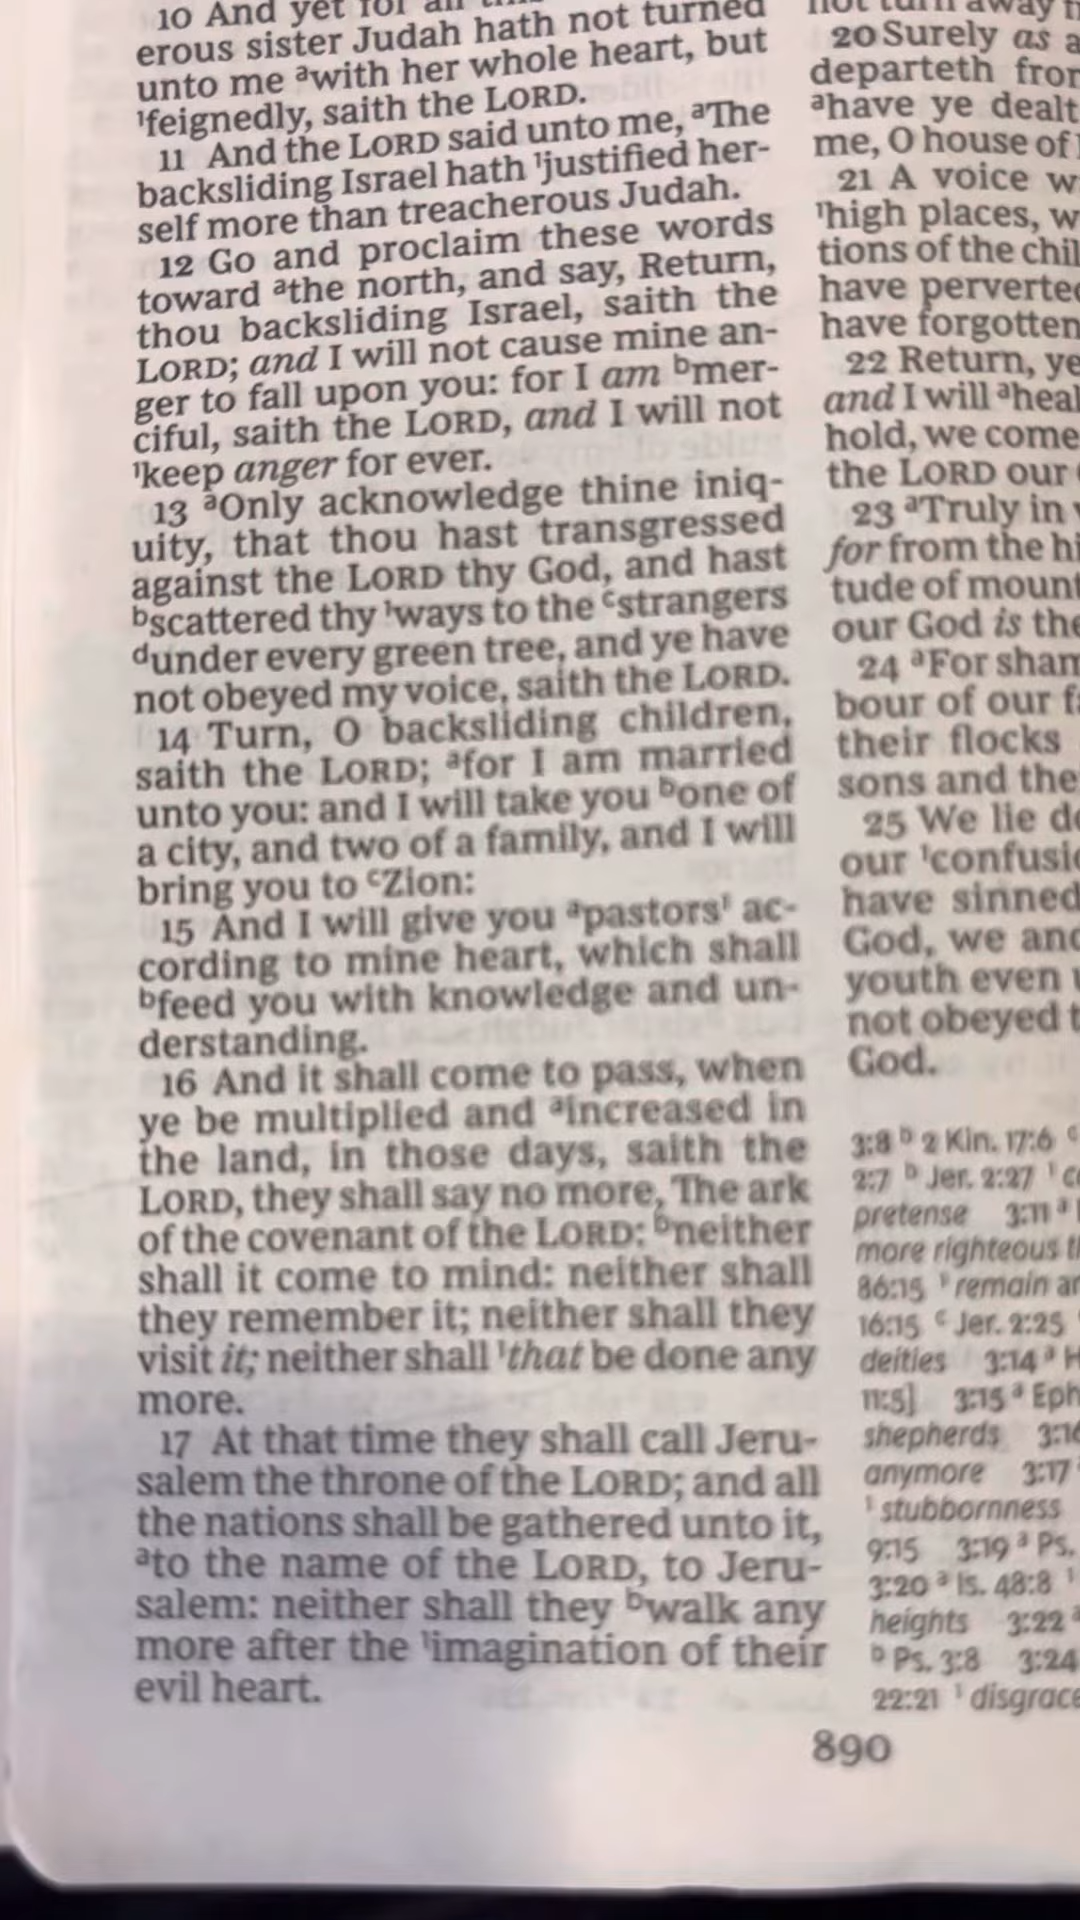 10 And yet for all
erous sister Judah hath not turned
unto me ᵃwith her whole heart, but
¹feignedly, saith the LORD.
11 And the LORD said unto me, ᵃThe
backsliding Israel hath ¹justified her-
self more than treacherous Judah.
12 Go and proclaim these words
toward ᵃthe north, and say, Return,
thou backsliding Israel, saith the
LORD; and I will not cause mine an-
ger to fall upon you: for I am ᵇmer-
ciful, saith the LORD, and I will not
¹keep anger for ever.
13 ᵃOnly acknowledge thine iniq-
uity, that thou hast transgressed
against the LORD thy God, and hast
ᵇscattered thy ¹ways to the ᶜstrangers
ᵈunder every green tree, and ye have
not obeyed my voice, saith the LORD.
14 Turn, O backsliding children,
saith the LORD; ᵃfor I am married
unto you: and I will take you ᵇone of
a city, and two of a family, and I will
bring you to ᶜZion:
15 And I will give you ᵃpastors¹ ac-
cording to mine heart, which shall
ᵇfeed you with knowledge and un-
derstanding.
16 And it shall come to pass, when
ye be multiplied and ᵃincreased in
the land, in those days, saith the
LORD, they shall say no more, The ark
of the covenant of the LORD: ᵇneither
shall it come to mind: neither shall
they remember it; neither shall they
visit it; neither shall ¹that be done any
more.
17 At that time they shall call Jeru-
salem the throne of the LORD; and all
the nations shall be gathered unto it,
ᵃto the name of the LORD, to Jeru-
salem: neither shall they ᵇwalk any
more after the ¹imagination of their
evil heart.
not turn away
20 Surely as a
departeth
ᵃhave ye dealt
me, O house of
21 A voice
¹high places,
tions of the
have
have forgotten
22 Return, ye
and I will ᵃheal
hold, we come
the LORD our
23 ᵃTruly in
for from the
tude of
our God is the
24 ᵃFor
bour of our
their flocks
sons and
25 We lie
our
have sinned
God, we
youth even
not obeyed
God.
3:8 ᵇ 2 Kin. 17:6 ᶜ
2:7 ᵇ Jer. 2:27 ¹
pretense 3:11 ᵃ
more righteous
86:15 ¹ remain
16:15 ᶜ Jer. 2:25
deities 3:14 ᵃ
11:5] 3:15 ᵃ Eph
shepherds
anymore 3:17
¹ stubbornness
9:15 3:19 ᵃ Ps.
3:20 ᵃ Is. 48:8 ¹
heights 3:22 ᵃ
ᵇ Ps. 3:8 3:24
22:21 ¹ disgrace
890